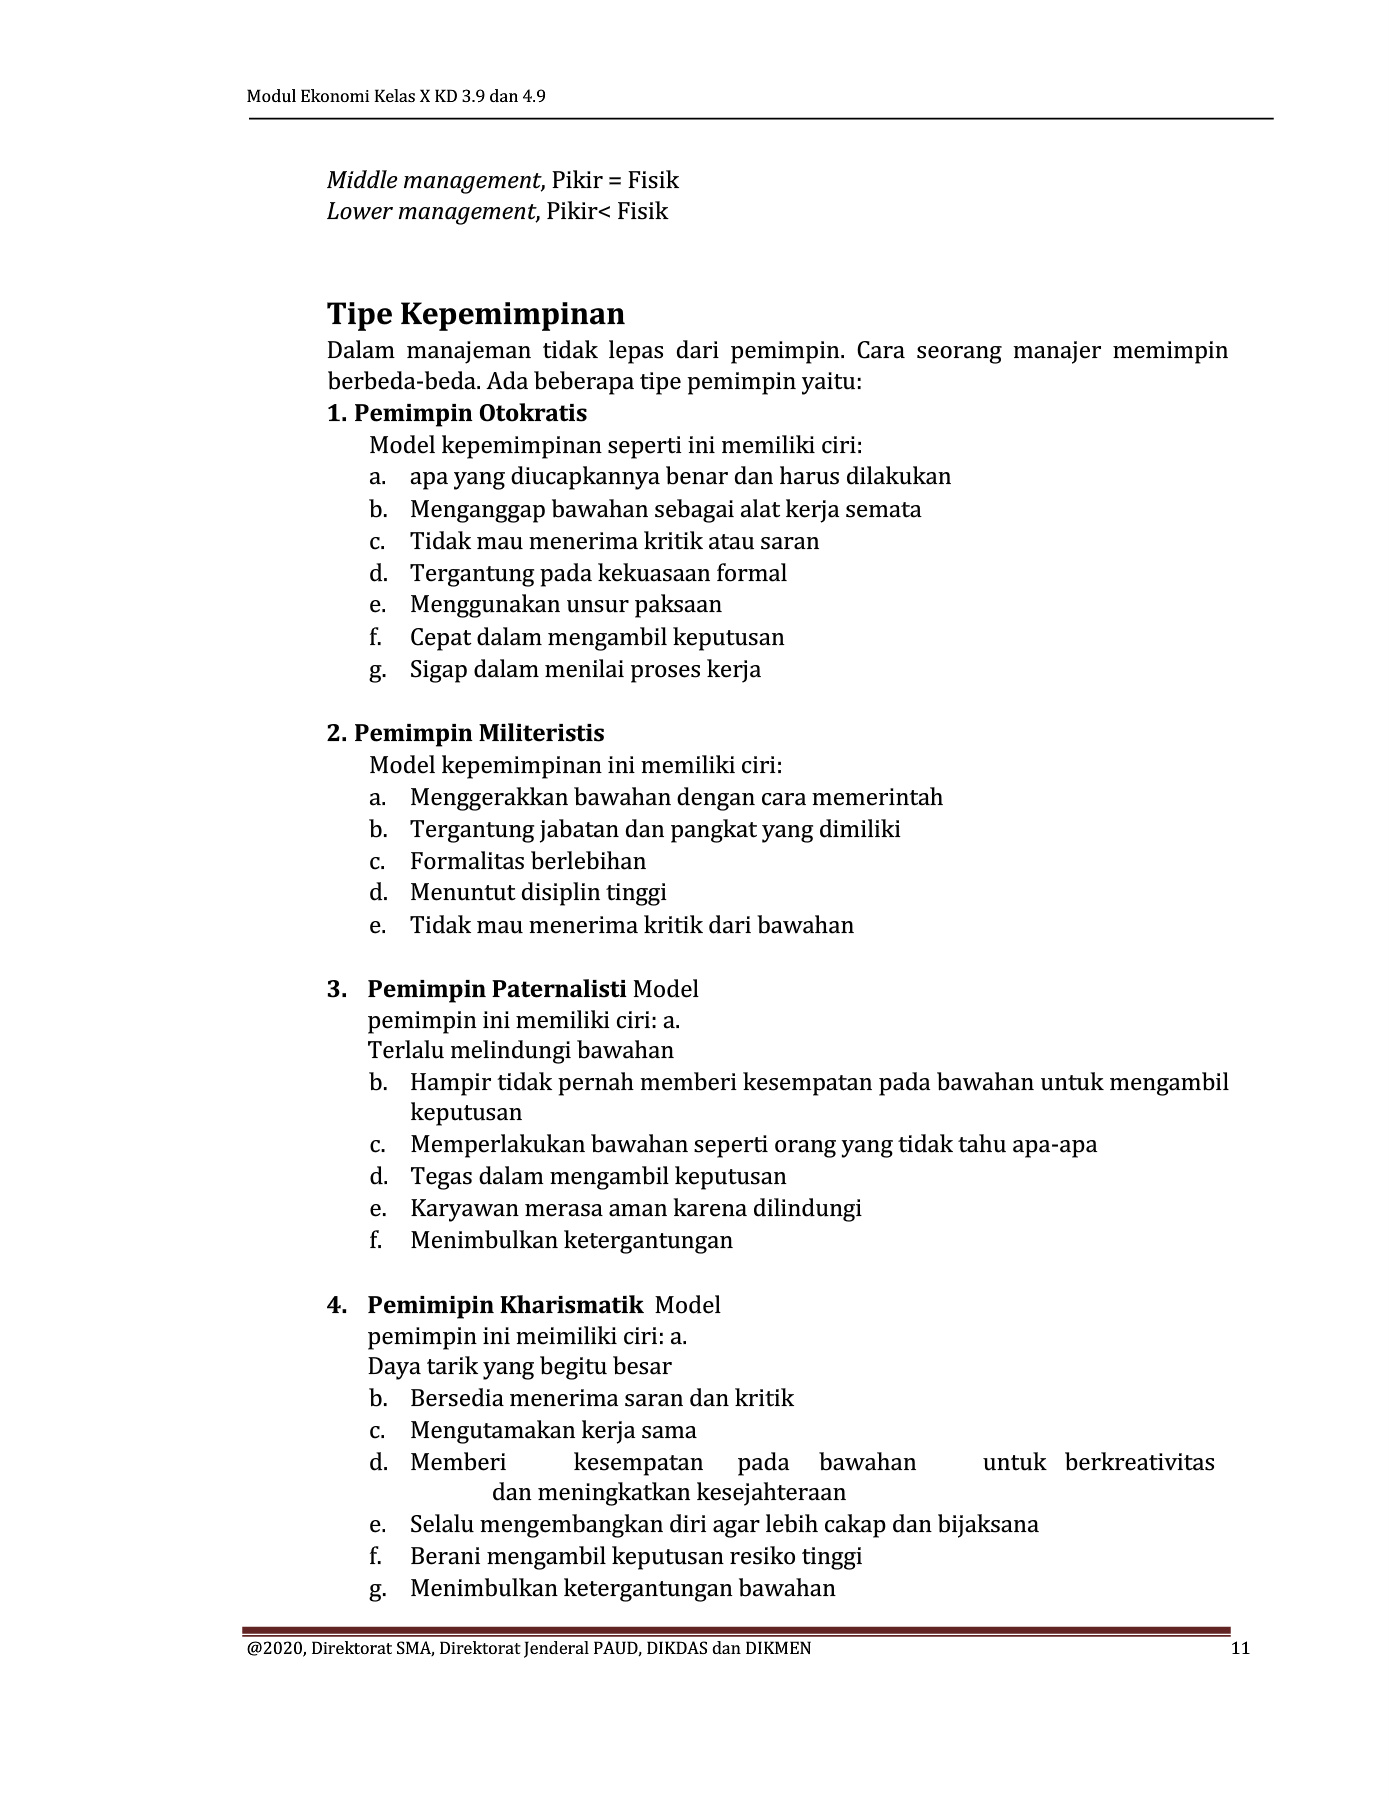 Modul Ekonomi Kelas X KD 3.9 dan 4.9
Middle management, Pikir = Fisik
Lower management, Pikir< Fisik
Tipe Kepemimpinan
Dalam manajeman tidak lepas dari pemimpin. Cara seorang manajer memimpin
berbeda-beda. Ada beberapa tipe pemimpin yaitu:
1. Pemimpin Otokratis
Model kepemimpinan seperti ini memiliki ciri:
a. apa yang diucapkannya benar dan harus dilakukan
b. Menganggap bawahan sebagai alat kerja semata
c. Tidak mau menerima kritik atau saran
d. Tergantung pada kekuasaan formal
e. Menggunakan unsur paksaan
f. Cepat dalam mengambil keputusan
g. Sigap dalam menilai proses kerja
2. Pemimpin Militeristis
Model kepemimpinan ini memiliki ciri:
a. Menggerakkan bawahan dengan cara memerintah
b. Tergantung jabatan dan pangkat yang dimiliki
c. Formalitas berlebihan
d. Menuntut disiplin tinggi
e. Tidak mau menerima kritik dari bawahan
3. Pemimpin Paternalisti Model
pemimpin ini memiliki ciri: a.
Terlalu melindungi bawahan
b. Hampir tidak pernah memberi kesempatan pada bawahan untuk mengambil
keputusan
c. Memperlakukan bawahan seperti orang yang tidak tahu apa-apa
d. Tegas dalam mengambil keputusan
e. Karyawan merasa aman karena dilindungi
f. Menimbulkan ketergantungan
4. Pemimipin Kharismatik Model
pemimpin ini meimiliki ciri: a.
Daya tarik yang begitu besar
b. Bersedia menerima saran dan kritik
c. Mengutamakan kerja sama
d. Memberi kesempatan pada bawahan untuk berkreativitas
dan meningkatkan kesejahteraan
e. Selalu mengembangkan diri agar lebih cakap dan bijaksana
f. Berani mengambil keputusan resiko tinggi
g. Menimbulkan ketergantungan bawahan
@2020, Direktorat SMA, Direktorat Jenderal PAUD, DIKDAS dan DIKMEN 11